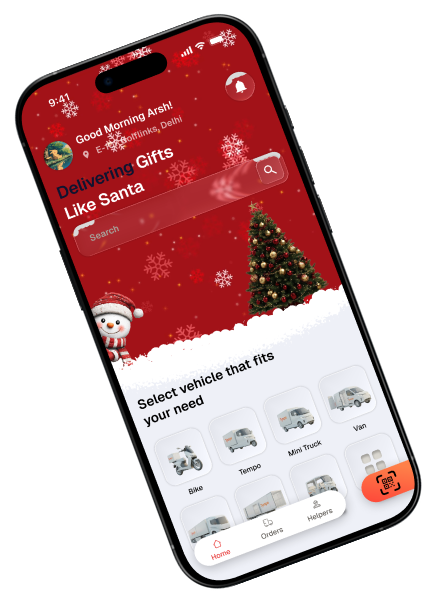 9:41
Good Morning Arsh!
Delhi
Delivering Gifts
Like Santa
Search
Select vehicle that fits
your need
Bike
Tempo
Mini Truck
Van
Home
Orders
Helpers